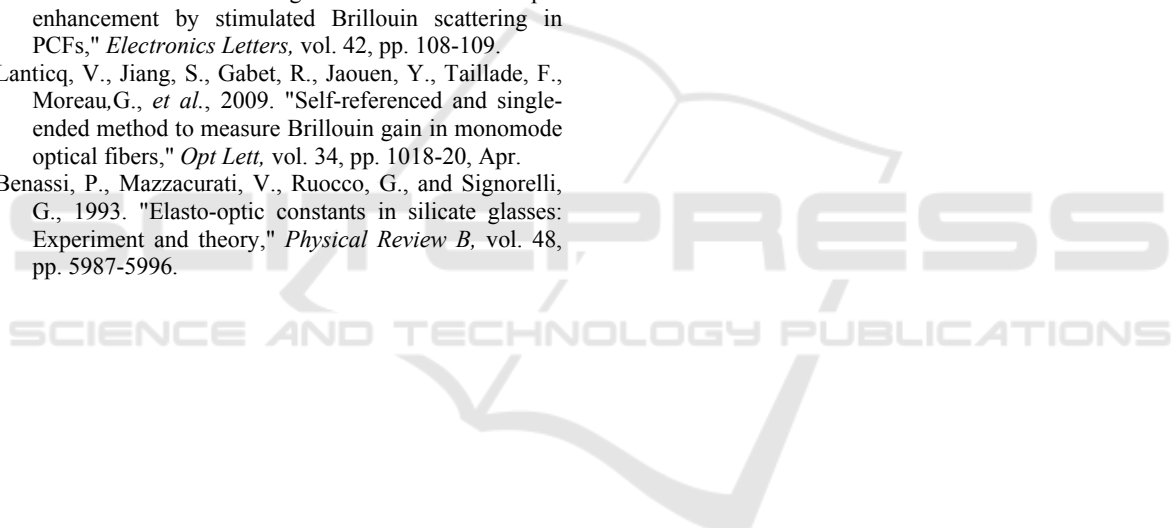 enhancement by stimulated Brillouin scattering in
PCFs," Electronics Letters, vol. 42, pp. 108-109.
Lanticq, V., Jiang, S., Gabet, R., Jaouen, Y., Taillade, F.,
Moreau,G., et al., 2009. "Self-referenced and single-
ended method to measure Brillouin gain in monomode
optical fibers," Opt Lett, vol. 34, pp. 1018-20, Apr.
Benassi, P., Mazzacurati, V., Ruocco, G., and Signorelli,
G., 1993. "Elasto-optic constants in silicate glasses:
Experiment and theory," Physical Review B, vol. 48,
pp. 5987-5996.
SCITEPRESS
SCIENCE AND TECHNOLOGY PUBLICATIONS